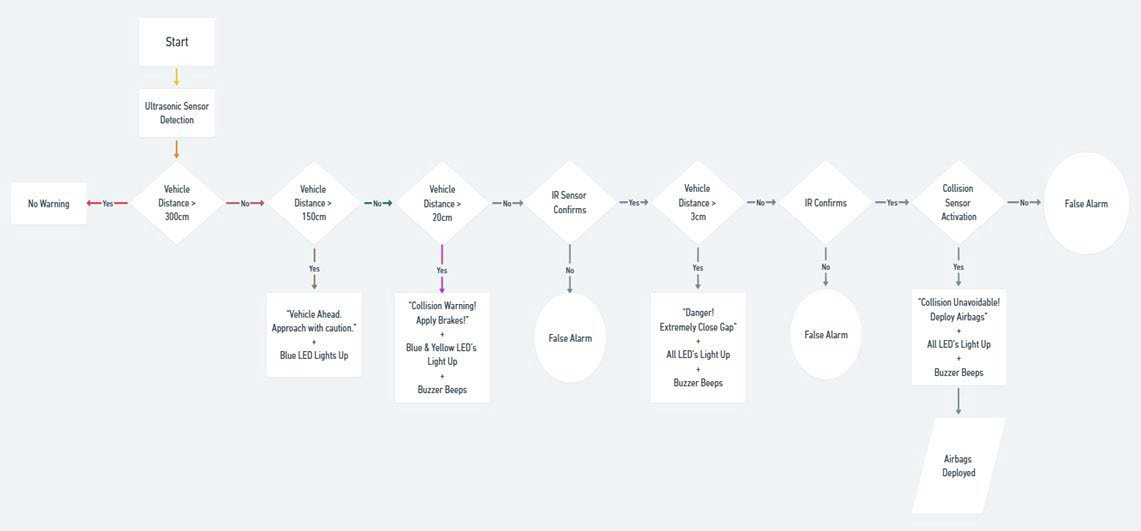 Start
Ultrasonic Sensor
Detection
Vehicle
Distance >
300cm
Yes
No Warning
No
Vehicle
Distance >
150cm
Yes
"Vehicle Ahead.
Approach with caution."
+
Blue LED Lights Up
No
Vehicle
Distance >
20cm
Yes
"Collision Warning!
Apply Brakes!"
+
Blue & Yellow LED's
Light Up
+
Buzzer Beeps
No
IR Sensor
Confirms
No
False Alarm
Yes
Vehicle
Distance >
3cm
Yes
"Danger!
Extremely Close Gap"
+
All LED's Light Up
+
Buzzer Beeps
No
IR Confirms
No
False Alarm
Yes
Collision
Sensor
Activation
Yes
"Collision Unavoidable!
Deploy Airbags"
+
All LED's Light Up
+
Buzzer Beeps
Airbags
Deployed
No
False Alarm